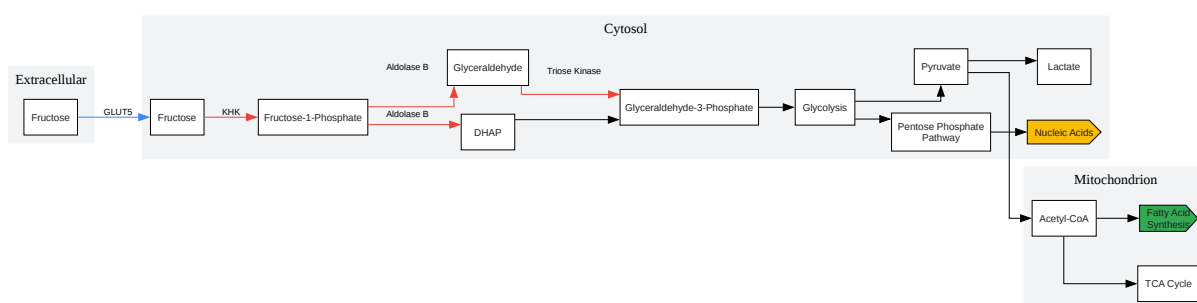 Cytosol
Extracellular
Fructose
GLUT5
Fructose
KHK
Fructose-1-Phosphate
Aldolase B
Aldolase B
Glyceraldehyde
DHAP
Triose Kinase
Glyceraldehyde-3-Phosphate
Glycolysis
Pyruvate
Lactate
Pentose Phosphate
Pathway
Nucleic Acids
Mitochondrion
Acetyl-CoA
Fatty Acid
Synthesis
TCA Cycle